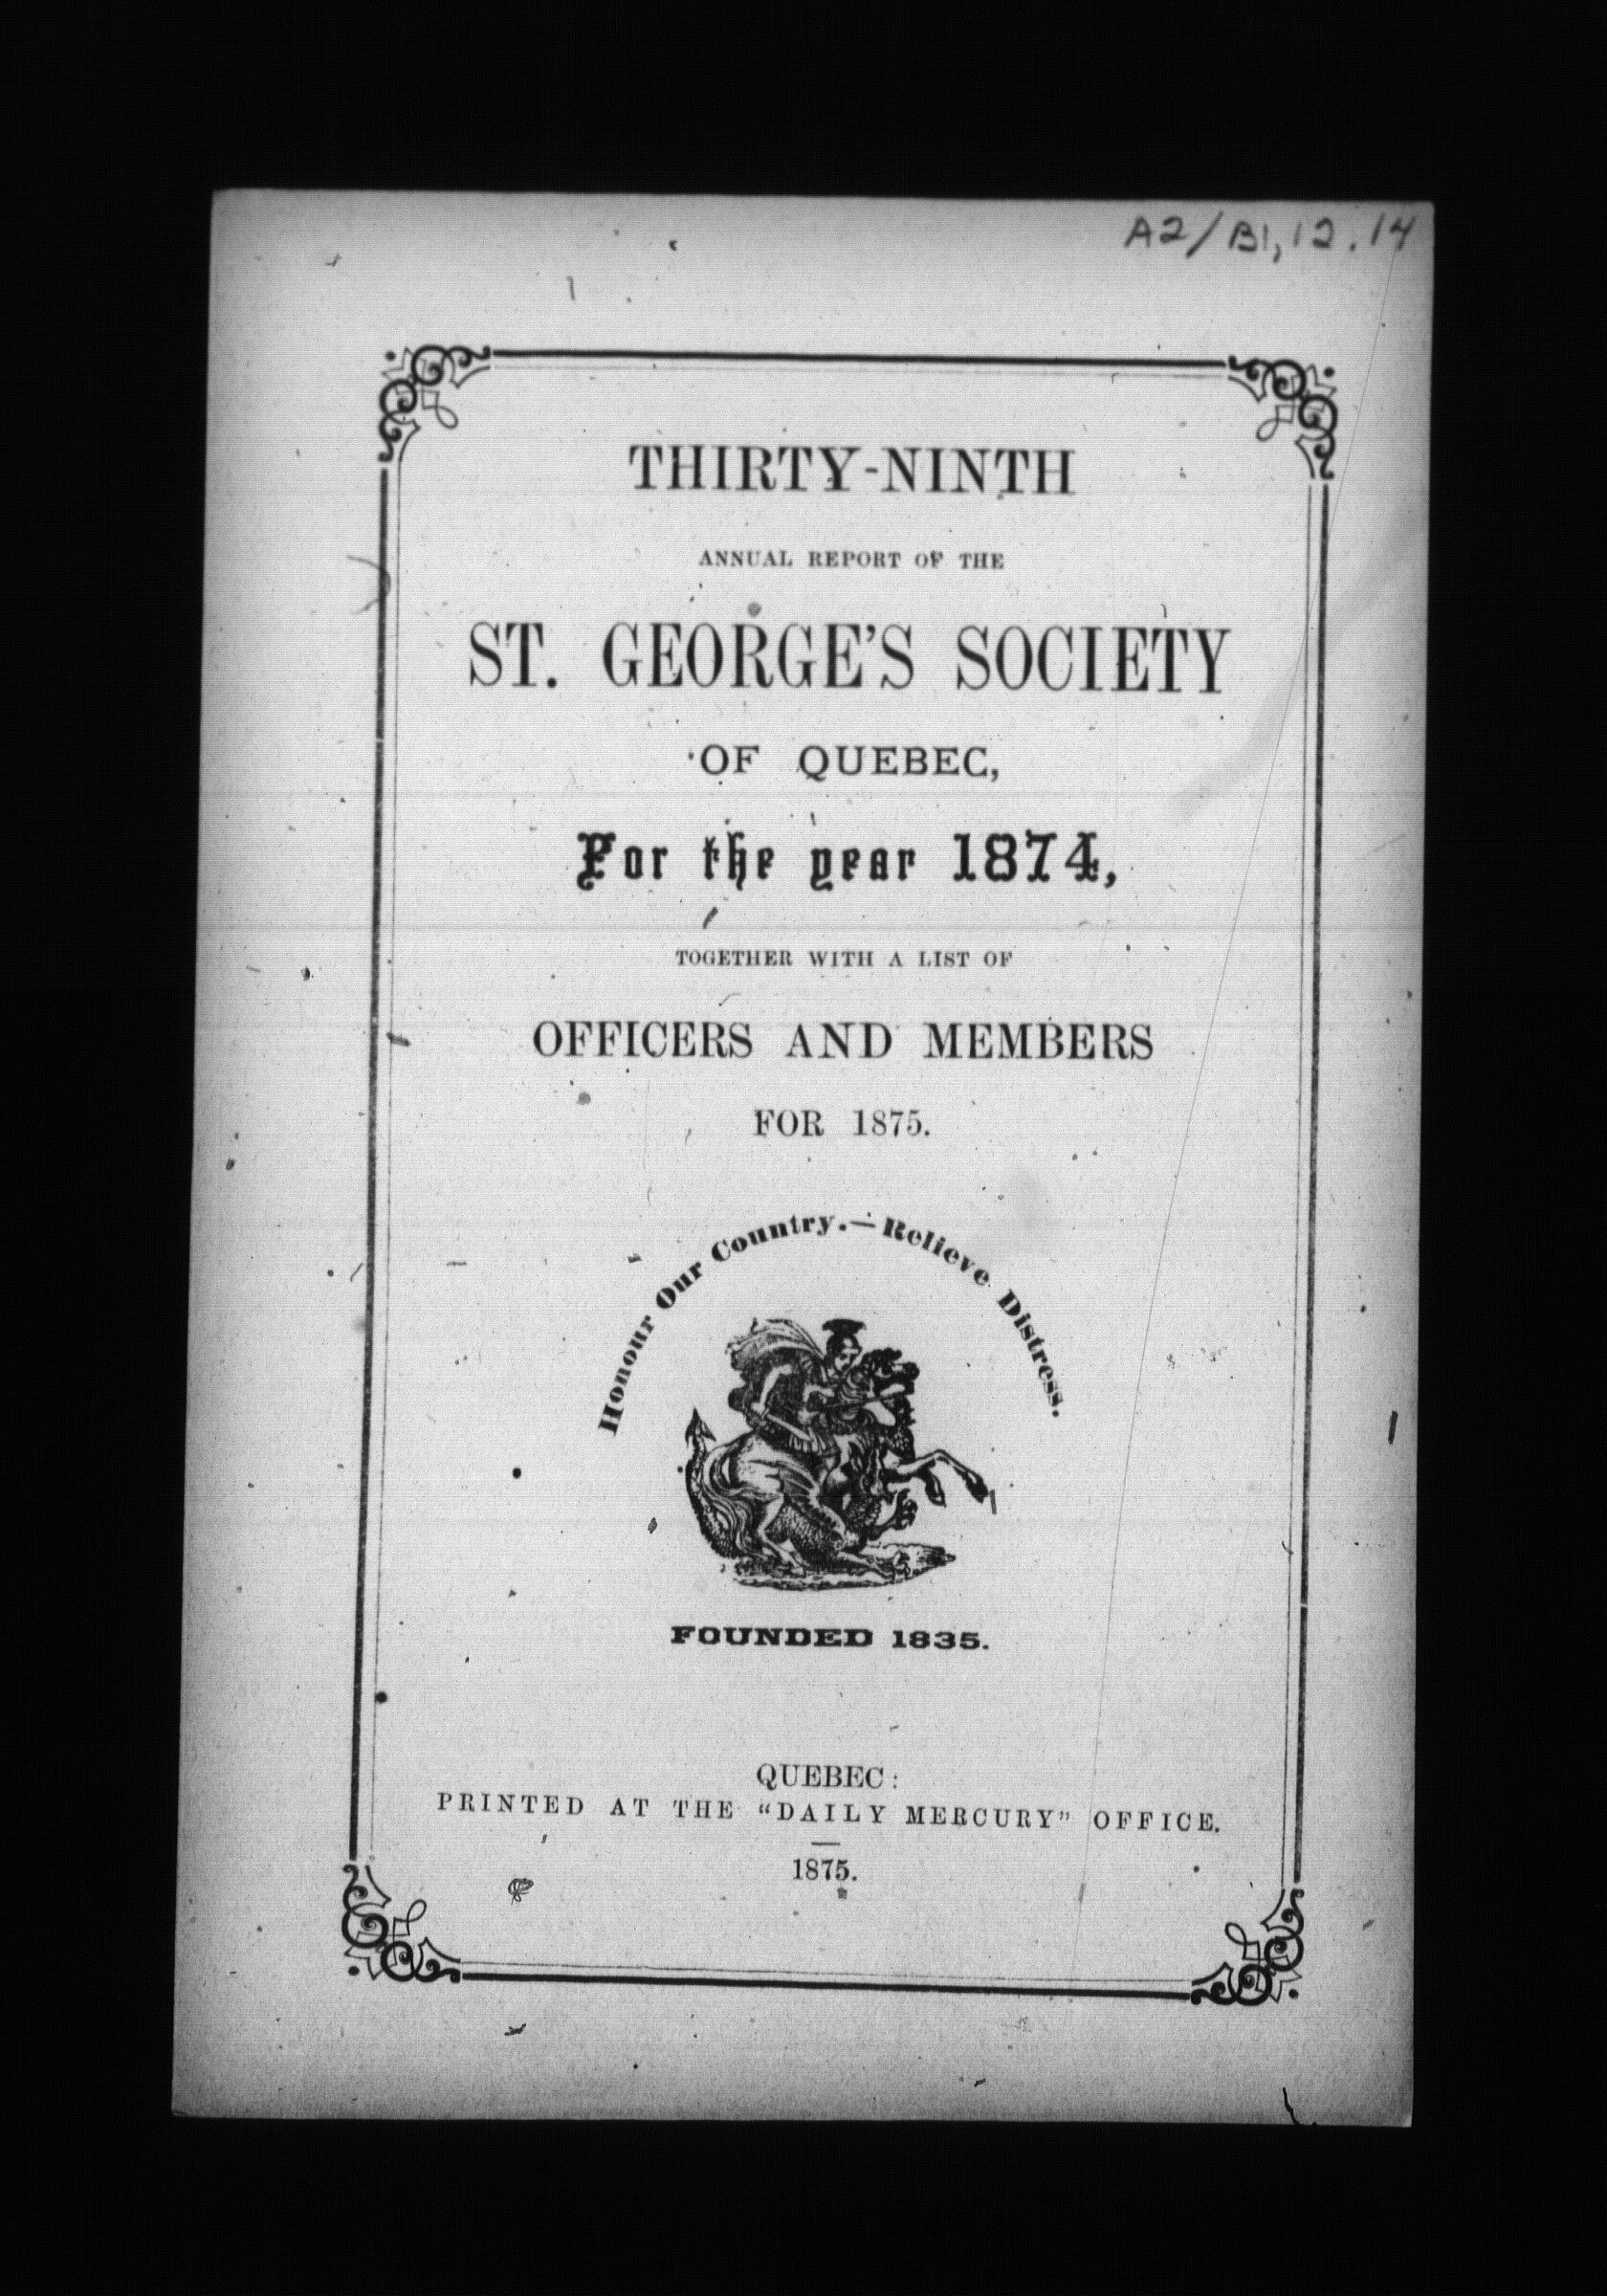 A2/B1,12.14
THIRTY-NINTH
ANNUAL REPORT OF THE
ST. GEORGE'S SOCIETY
OF QUEBEC,
For the year 1874,
TOGETHER WITH A LIST OF
OFFICERS AND MEMBERS
FOR 1875.
Honour Our Country.—Relieve Distress.
FOUNDED 1835.
QUEBEC:
PRINTED AT THE "DAILY MERCURY" OFFICE.
1875.